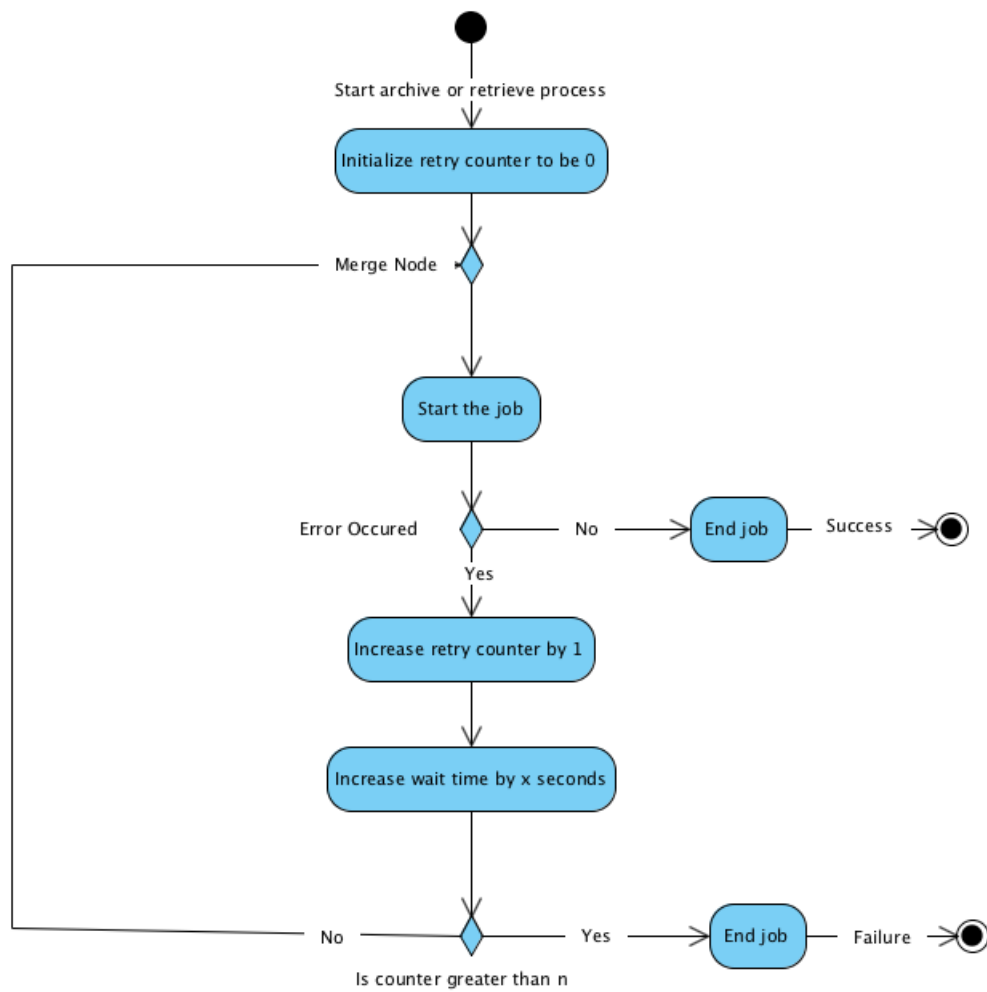 Start archive or retrieve process
Initialize retry counter to be 0
Merge Node
Start the job
Error Occured
No
End job
Success
Yes
Increase retry counter by 1
Increase wait time by x seconds
No
Yes
End job
Failure
Is counter greater than n